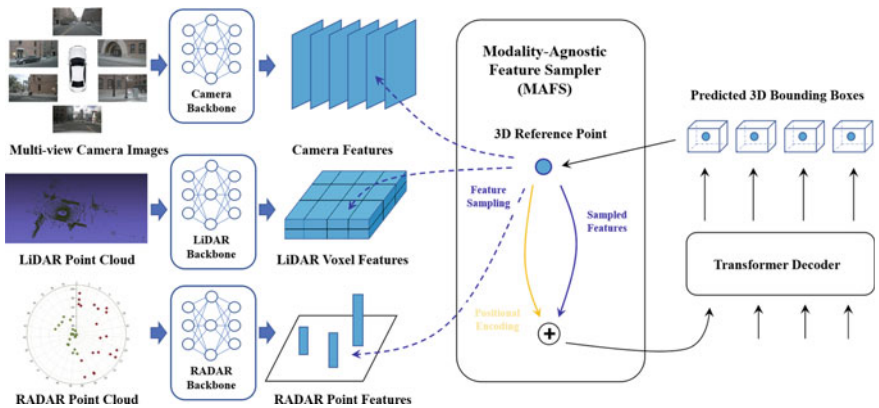 Camera
Backbone
Multi-view Camera Images
Camera Features
LiDAR
Backbone
LiDAR Point Cloud
LiDAR Voxel Features
RADAR
Backbone
RADAR Point Cloud
RADAR Point Features
Modality-Agnostic
Feature Sampler
(MAFS)
3D Reference Point
Feature
Sampling
Sampled
Features
Positional
Encoding
Predicted 3D Bounding Boxes
Transformer Decoder